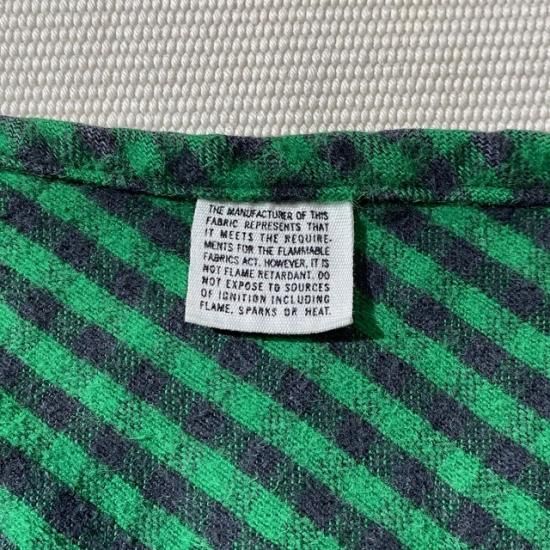 THE MANUFACTURER OF THIS
FABRIC REPRESENTS THAT
IT MEETS THE REQUIRE-
MENTS FOR THE FLAMMABLE
FABRICS ACT. HOWEVER, IT IS
NOT FLAME RETARDANT. DO
NOT EXPOSE TO SOURCES
OF IGNITION INCLUDING
FLAME, SPARKS OR HEAT.